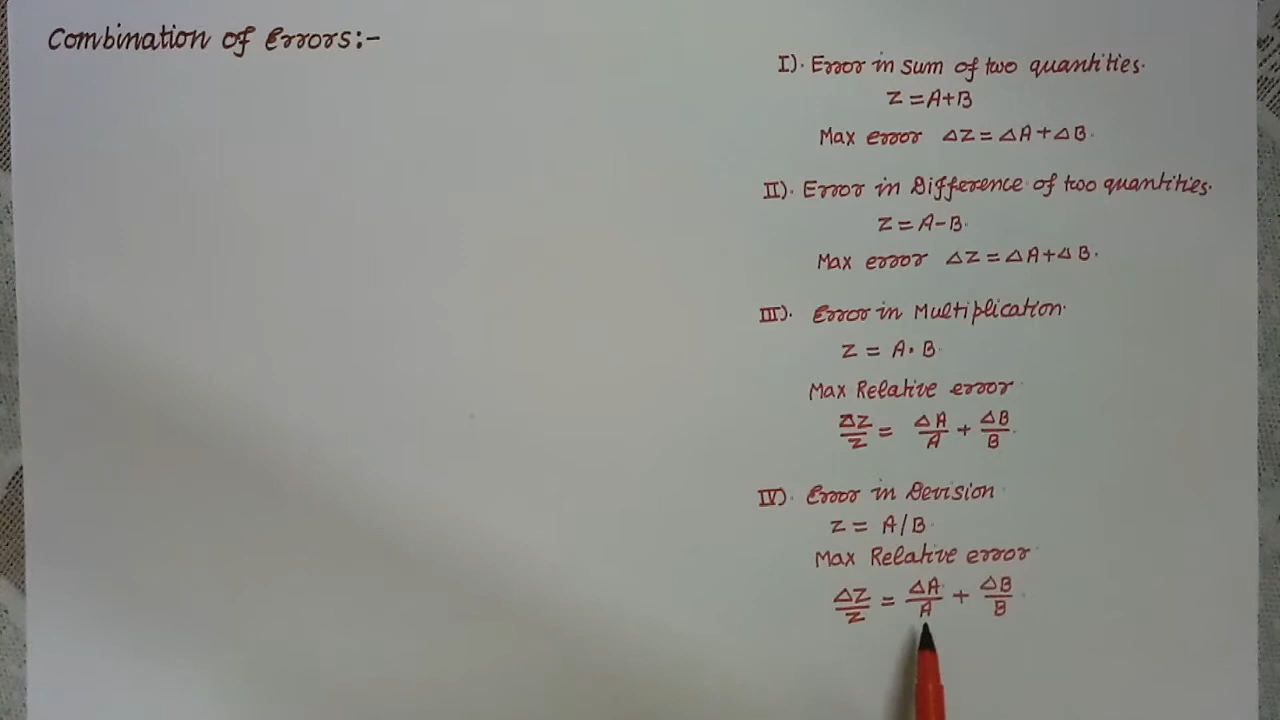 Combination of Errors:-
I). Error in sum of two quantities.
Z = A+B
Max error ΔZ = ΔA + ΔB.
II). Error in Difference of two quantities.
Z = A-B.
Max error ΔZ = ΔA+ΔB.
III). Error in Multiplication.
Z = A.B
Max Relative error
ΔZ/Z = ΔA/A + ΔB/B.
IV). Error in Devision
Z = A/B.
Max Relative error
ΔZ/Z = ΔA/A + ΔB/B.